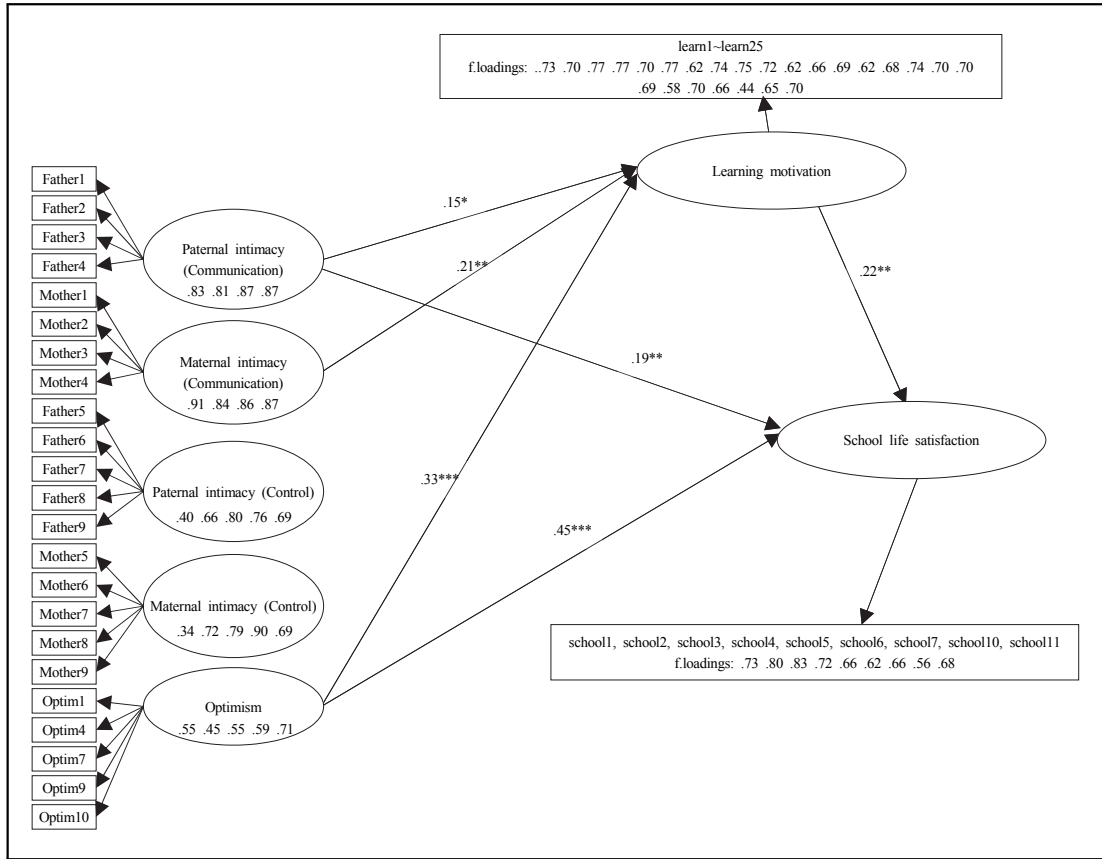 learn1~learn25
f.loadings: ..73 .70 .77 .77 .70 .77 .62 .74 .75 .72 .62 .66 .69 .62 .68 .74 .70 .70
.69 .58 .70 .66 .44 .65 .70
Learning motivation
Father1
Father2
Father3
Father4
Mother1
Mother2
Mother3
Mother4
Father5
Father6
Father7
Father8
Father9
Mother5
Mother6
Mother7
Mother8
Mother9
Optim1
Optim4
Optim7
Optim9
Optim10
Paternal intimacy
(Communication)
.83 .81 .87 .87
Maternal intimacy
(Communication)
.91 .84 .86 .87
Paternal intimacy (Control)
.40 .66 .80 .76 .69
Maternal intimacy (Control)
.34 .72 .79 .90 .69
Optimism
.55 .45 .55 .59 .71
.15*
.21**
.19**
.33***
.45***
.22**
School life satisfaction
school1, school2, school3, school4, school5, school6, school7, school10, school11
f.loadings: .73 .80 .83 .72 .66 .62 .66 .56 .68